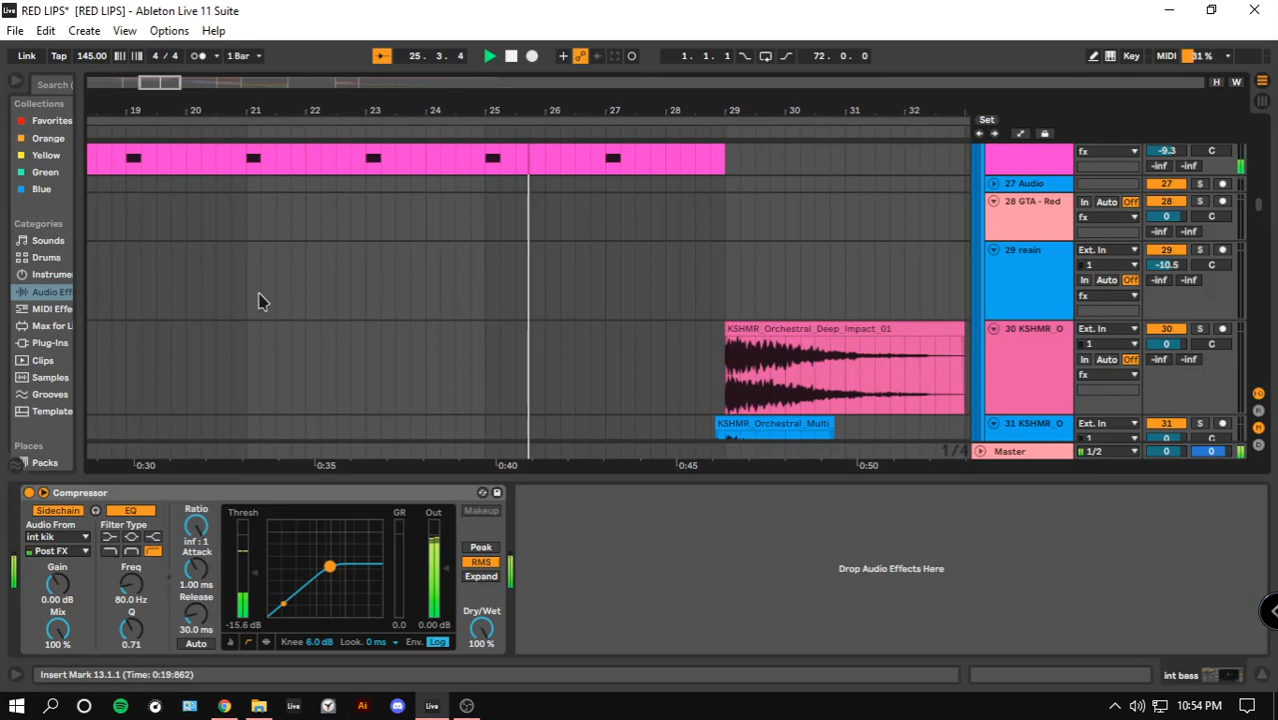 RED LIPS* [RED LIPS] - Ableton Live 11 Suite
File Edit Create View Options Help
Link Tap 145.00 4 / 4 1 Bar 25. 3. 4 1. 1. 1 72. 0. 0 Key MIDI 31 %
Search (
H W
Collections
Favorites
Orange
Yellow
Green
Blue
Categories
Sounds
Drums
Instrume
Audio Eff
MIDI Effe
Max for Li
Plug-Ins
Clips
Samples
Grooves
Template
Places
Packs
19 20 21 22 23 24 25 26 27 28 29 30 31 32
Set
fx -9.3 C
-inf -inf
27 Audio 27 S
28 GTA - Red In Auto Off 28 S
fx 0 C
-inf -inf
29 reain Ext. In 29 S
1 -10.5 C
In Auto Off -inf -inf
fx
KSHMR_Orchestral_Deep_Impact_01
30 KSHMR_O Ext. In 30 S
1 0 C
In Auto Off -inf -inf
fx
KSHMR_Orchestral_Multi
31 KSHMR_O Ext. In 31 S
1 0 C
1/4
Master 1/2 0 0
0:30 0:35 0:40 0:45 0:50
Compressor
Sidechain EQ
Audio From
int kik
Post FX
Gain
0.00 dB
Mix
100 %
Filter Type
Freq
80.0 Hz
Q
0.71
Ratio
inf : 1
Attack
1.00 ms
Release
30.0 ms
Auto
Thresh
-15.6 dB
GR
0.0
Out
0.00 dB
Knee 6.0 dB Look. 0 ms Env. Log
Makeup
Peak
RMS
Expand
Dry/Wet
100 %
Drop Audio Effects Here
Insert Mark 13.1.1 (Time: 0:19:862)
int bass
Live Ai Live
10:54 PM